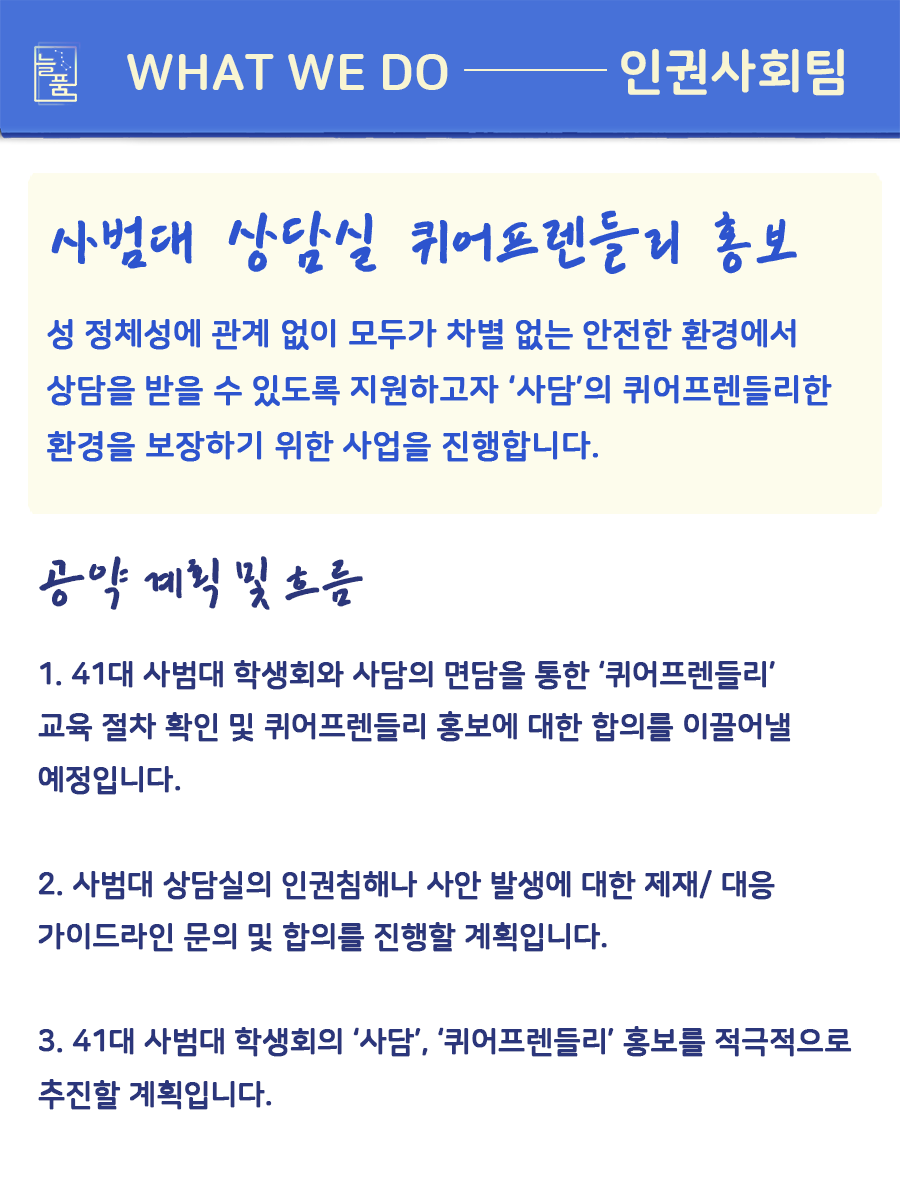 늘품
WHAT WE DO
인권사회팀
사범대 상담실 퀴어프렌들리 홍보
성 정체성에 관계 없이 모두가 차별 없는 안전한 환경에서
상담을 받을 수 있도록 지원하고자 ‘사담’의 퀴어프렌들리한
환경을 보장하기 위한 사업을 진행합니다.
공약 계획 및 흐름
1. 41대 사범대 학생회와 사담의 면담을 통한 ‘퀴어프렌들리’
교육 절차 확인 및 퀴어프렌들리 홍보에 대한 합의를 이끌어낼
예정입니다.
2. 사범대 상담실의 인권침해나 사안 발생에 대한 제재/ 대응
가이드라인 문의 및 합의를 진행할 계획입니다.
3. 41대 사범대 학생회의 ‘사담’, ‘퀴어프렌들리’ 홍보를 적극적으로
추진할 계획입니다.